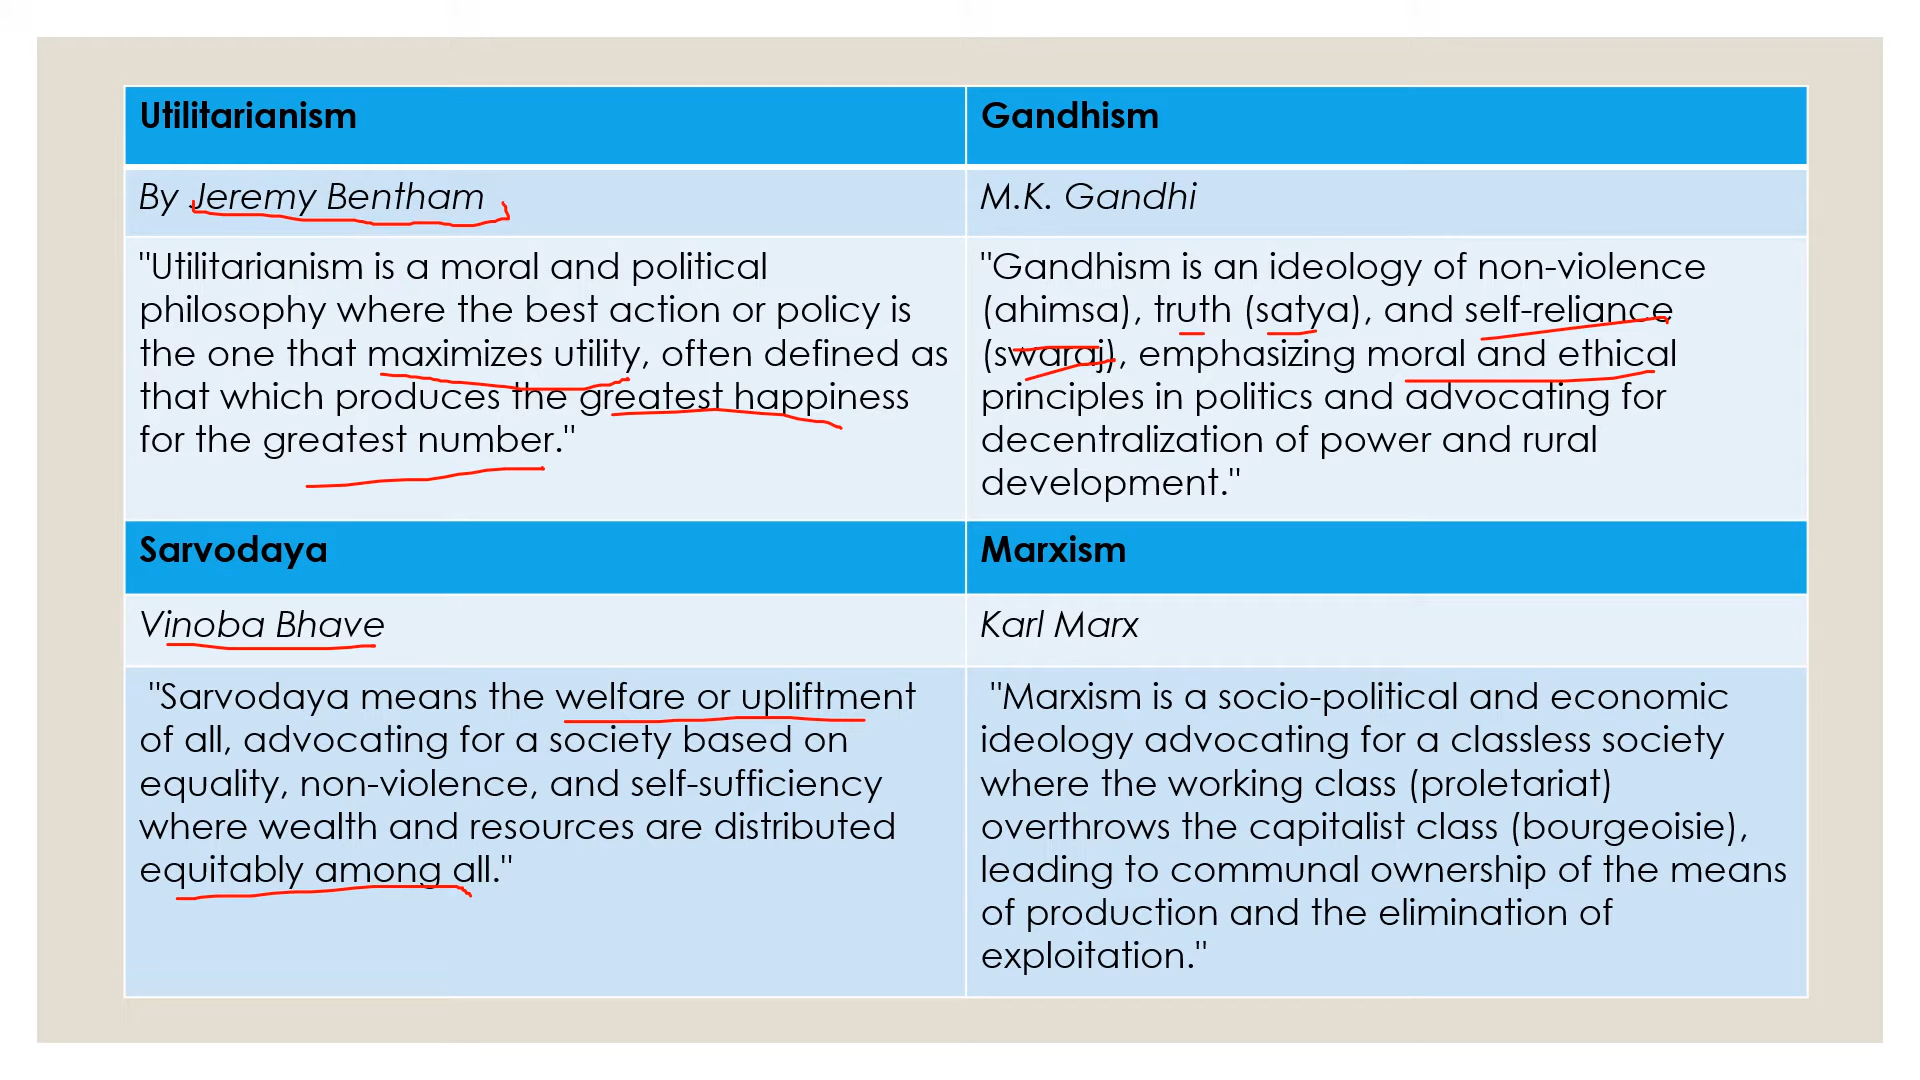 Utilitarianism
By Jeremy Bentham
"Utilitarianism is a moral and political
philosophy where the best action or policy is
the one that maximizes utility, often defined as
that which produces the greatest happiness
for the greatest number."
Gandhism
M.K. Gandhi
"Gandhism is an ideology of non-violence
(ahimsa), truth (satya), and self-reliance
(swaraj), emphasizing moral and ethical
principles in politics and advocating for
decentralization of power and rural
development."
Sarvodaya
Vinoba Bhave
"Sarvodaya means the welfare or upliftment
of all, advocating for a society based on
equality, non-violence, and self-sufficiency
where wealth and resources are distributed
equitably among all."
Marxism
Karl Marx
"Marxism is a socio-political and economic
ideology advocating for a classless society
where the working class (proletariat)
overthrows the capitalist class (bourgeoisie),
leading to communal ownership of the means
of production and the elimination of
exploitation."